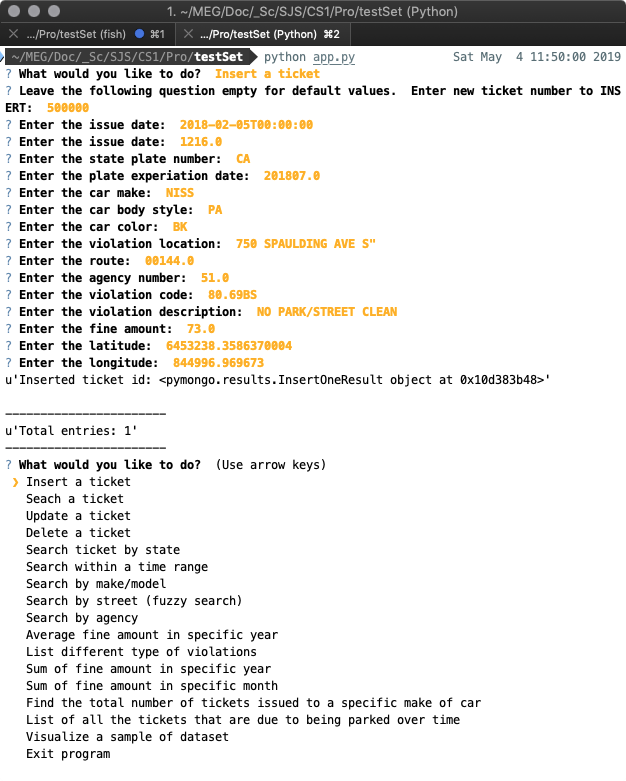 1. ~/MEG/Doc/_Sc/SJS/CS1/Pro/testSet (Python)
.../Pro/testSet (fish) ⌘1 .../Pro/testSet (Python) ⌘2
~/MEG/Doc/_Sc/SJS/CS1/Pro/testSet python app.py Sat May  4 11:50:00 2019
? What would you like to do?  Insert a ticket
? Leave the following question empty for default values.  Enter new ticket number to INS
ERT:  500000
? Enter the issue date:  2018-02-05T00:00:00
? Enter the issue date:  1216.0
? Enter the state plate number:  CA
? Enter the plate experiation date:  201807.0
? Enter the car make:  NISS
? Enter the car body style:  PA
? Enter the car color:  BK
? Enter the violation location:  750 SPAULDING AVE S"
? Enter the route:  00144.0
? Enter the agency number:  51.0
? Enter the violation code:  80.69BS
? Enter the violation description:  NO PARK/STREET CLEAN
? Enter the fine amount:  73.0
? Enter the latitude:  6453238.3586370004
? Enter the longitude:  844996.969673
u'Inserted ticket id: <pymongo.results.InsertOneResult object at 0x10d383b48>'
-----------------------
u'Total entries: 1'
-----------------------
? What would you like to do?  (Use arrow keys)
❯ Insert a ticket
Seach a ticket
Update a ticket
Delete a ticket
Search ticket by state
Search within a time range
Search by make/model
Search by street (fuzzy search)
Search by agency
Average fine amount in specific year
List different type of violations
Sum of fine amount in specific year
Sum of fine amount in specific month
Find the total number of tickets issued to a specific make of car
List of all the tickets that are due to being parked over time
Visualize a sample of dataset
Exit program